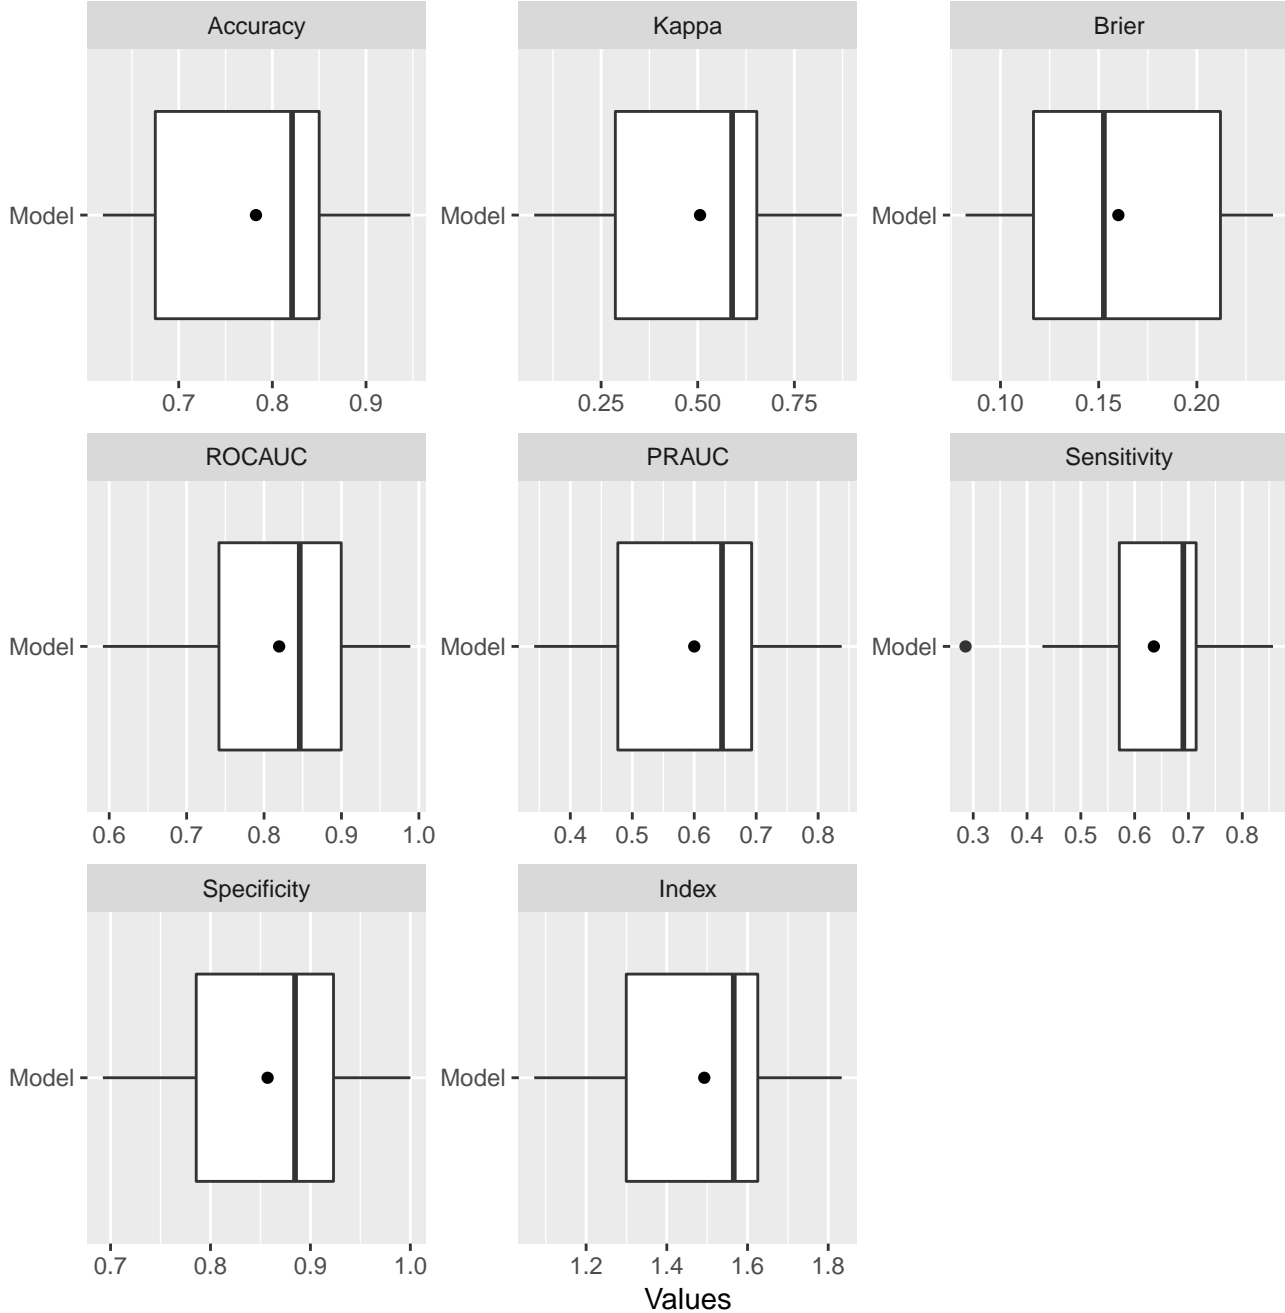 Accuracy Kappa Brier
Model Model Model
0.7 0.8 0.9 0.25 0.50 0.75 0.10 0.15 0.20
ROCAUC PRAUC Sensitivity
Model Model Model
0.6 0.7 0.8 0.9 1.0 0.4 0.5 0.6 0.7 0.8 0.3 0.4 0.5 0.6 0.7 0.8
Specificity Index
Model Model
0.7 0.8 0.9 1.0 1.2 1.4 1.6 1.8
Values